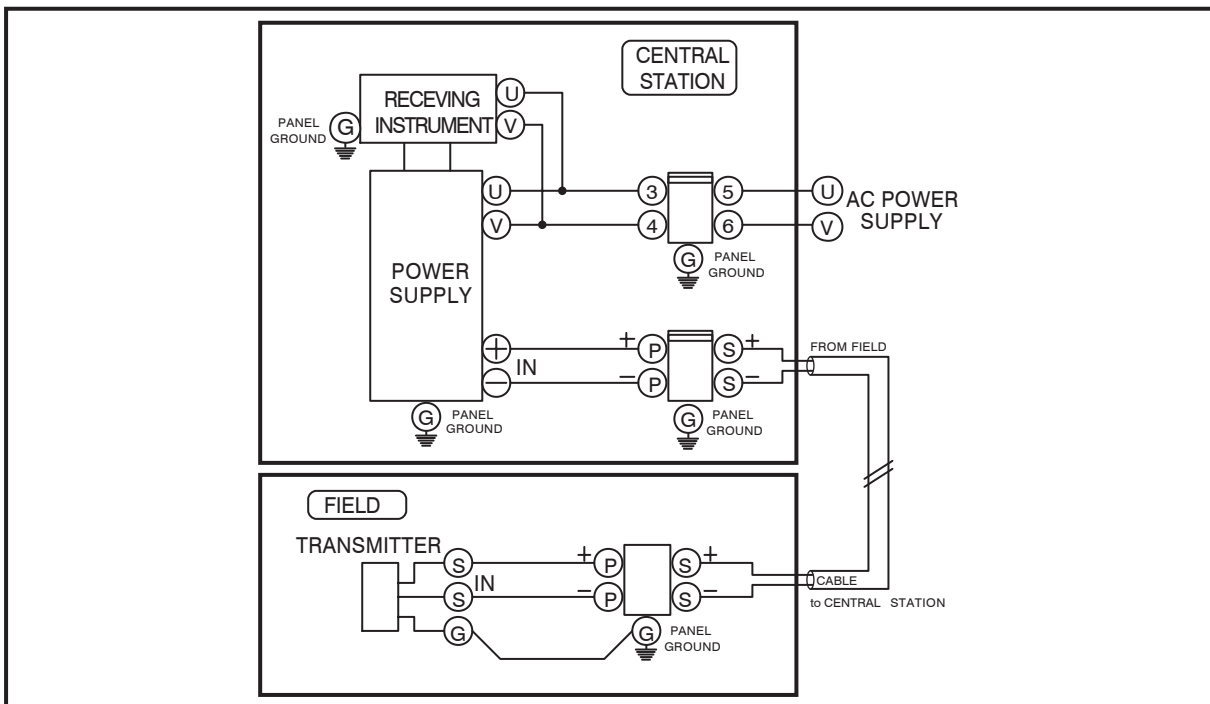 CENTRAL
STATION
RECEVING
INSTRUMENT
U
V
G
PANEL
GROUND
U
V
3
4
5
6
U
V
AC POWER
SUPPLY
G
PANEL
GROUND
POWER
SUPPLY
+
−
IN
+
−
P
P
S
S
+
−
FROM FIELD
G
PANEL
GROUND
G
PANEL
GROUND
FIELD
TRANSMITTER
S
S
G
IN
+
−
P
P
S
S
+
−
CABLE
to CENTRAL STATION
G
PANEL
GROUND